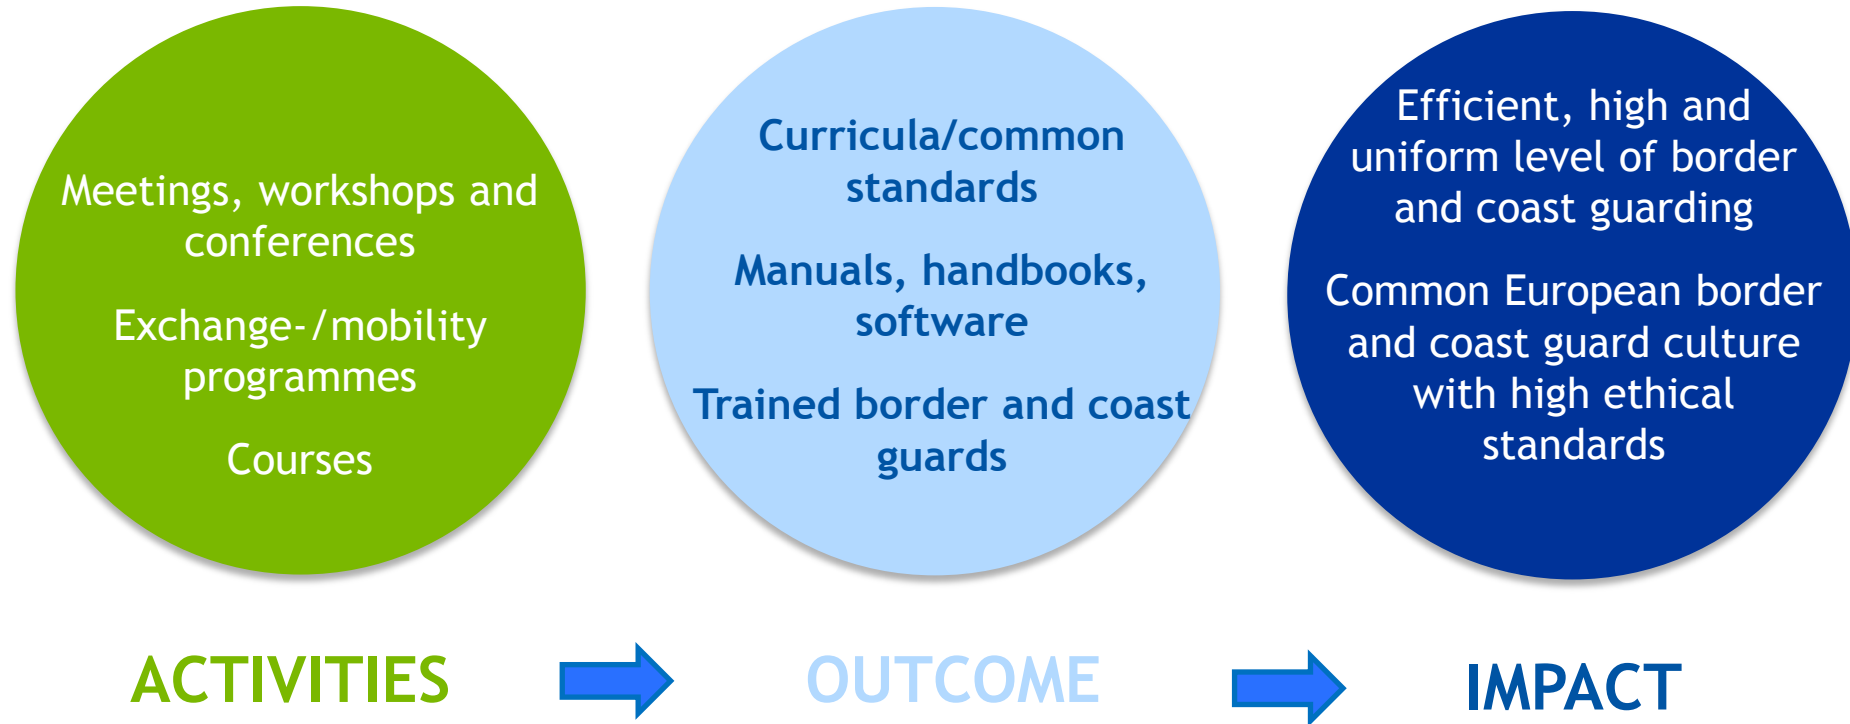 Meetings, workshops and
conferences
Exchange-/mobility
programmes
Courses
Curricula/common
standards
Manuals, handbooks,
software
Trained border and coast
guards
Efficient, high and
uniform level of border
and coast guarding
Common European border
and coast guard culture
with high ethical
standards
ACTIVITIES
OUTCOME
IMPACT